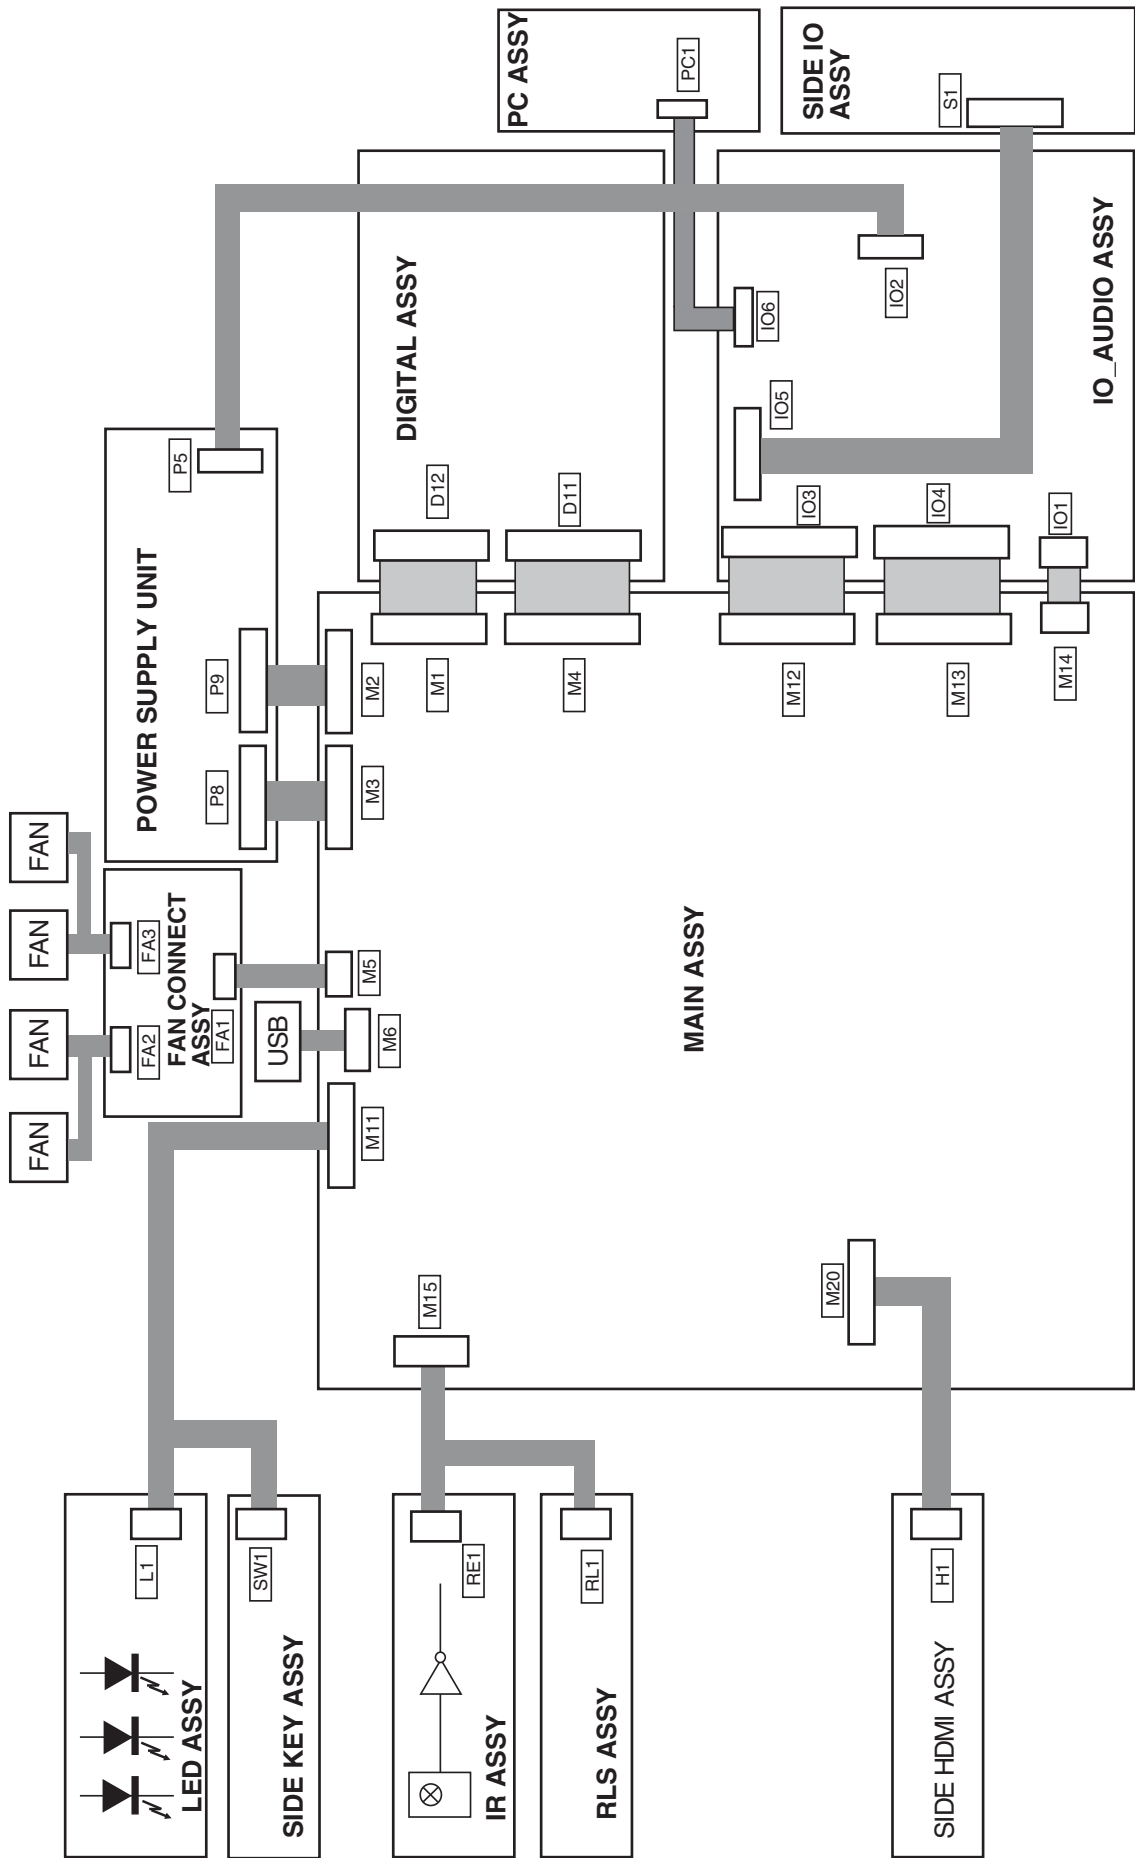 LED ASSY
L1
SIDE KEY ASSY
SW1
IR ASSY
RE1
RLS ASSY
RL1
SIDE HDMI ASSY
H1
FAN
FAN
FAN
FAN
FA2
FA3
FAN CONNECT
ASSY
FA1
USB
POWER SUPPLY UNIT
P8
P9
P5
M15
M20
M11
M6
M5
M3
M2
MAIN ASSY
M1
M4
M12
M13
M14
DIGITAL ASSY
D12
D11
IO_AUDIO ASSY
IO3
IO4
IO1
IO5
IO6
IO2
PC ASSY
PC1
SIDE IO
ASSY
S1